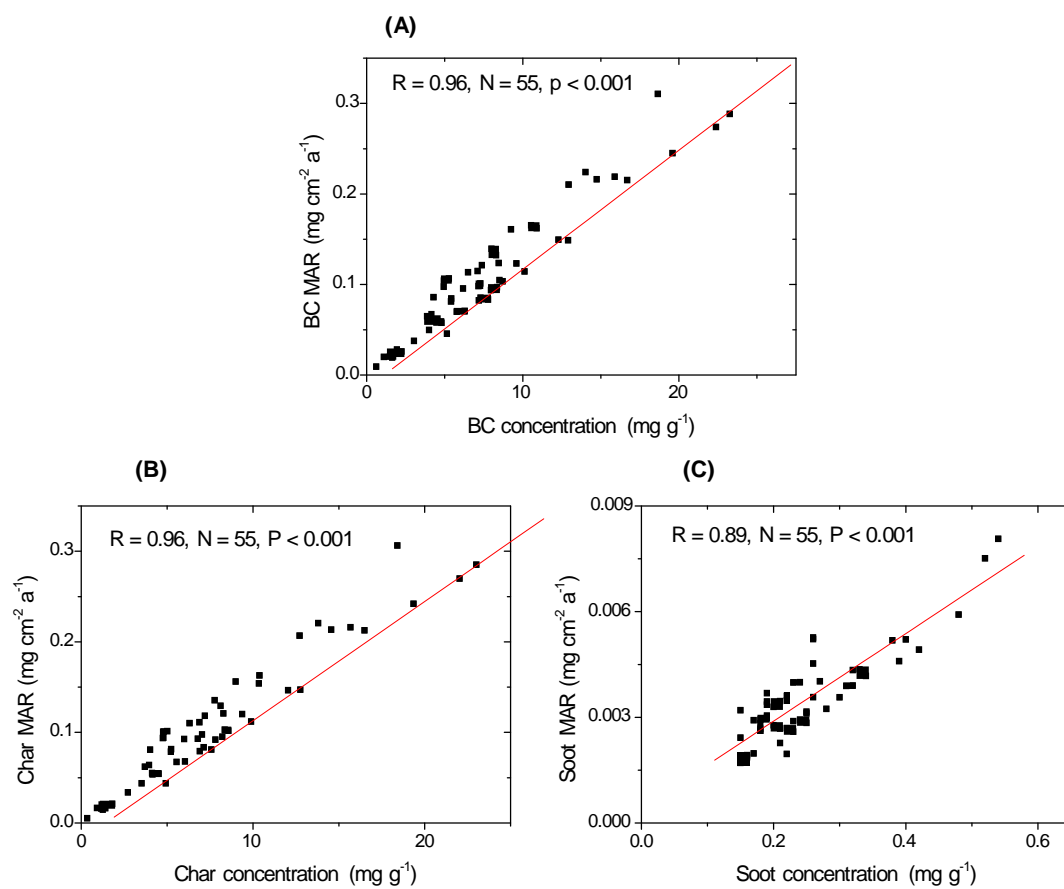 (A)
R = 0.96, N = 55, p < 0.001
0.3
0.2
0.1
0.0
BC MAR (mg cm⁻² a⁻¹)
0
10
20
BC concentration (mg g⁻¹)
(B)
R = 0.96, N = 55, P < 0.001
0.3
0.2
0.1
0.0
Char MAR (mg cm⁻² a⁻¹)
0
10
20
Char concentration (mg g⁻¹)
(C)
R = 0.89, N = 55, P < 0.001
0.009
0.006
0.003
0.000
Soot MAR (mg cm⁻² a⁻¹)
0.0
0.2
0.4
0.6
Soot concentration (mg g⁻¹)